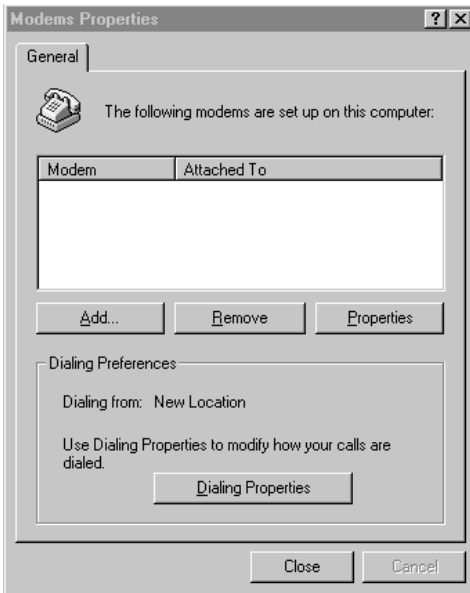 Modems Properties
General
The following modems are set up on this computer:
Modem Attached To
Add... Remove Properties
Dialing Preferences
Dialing from: New Location
Use Dialing Properties to modify how your calls are
dialed.
Dialing Properties
Close Cancel